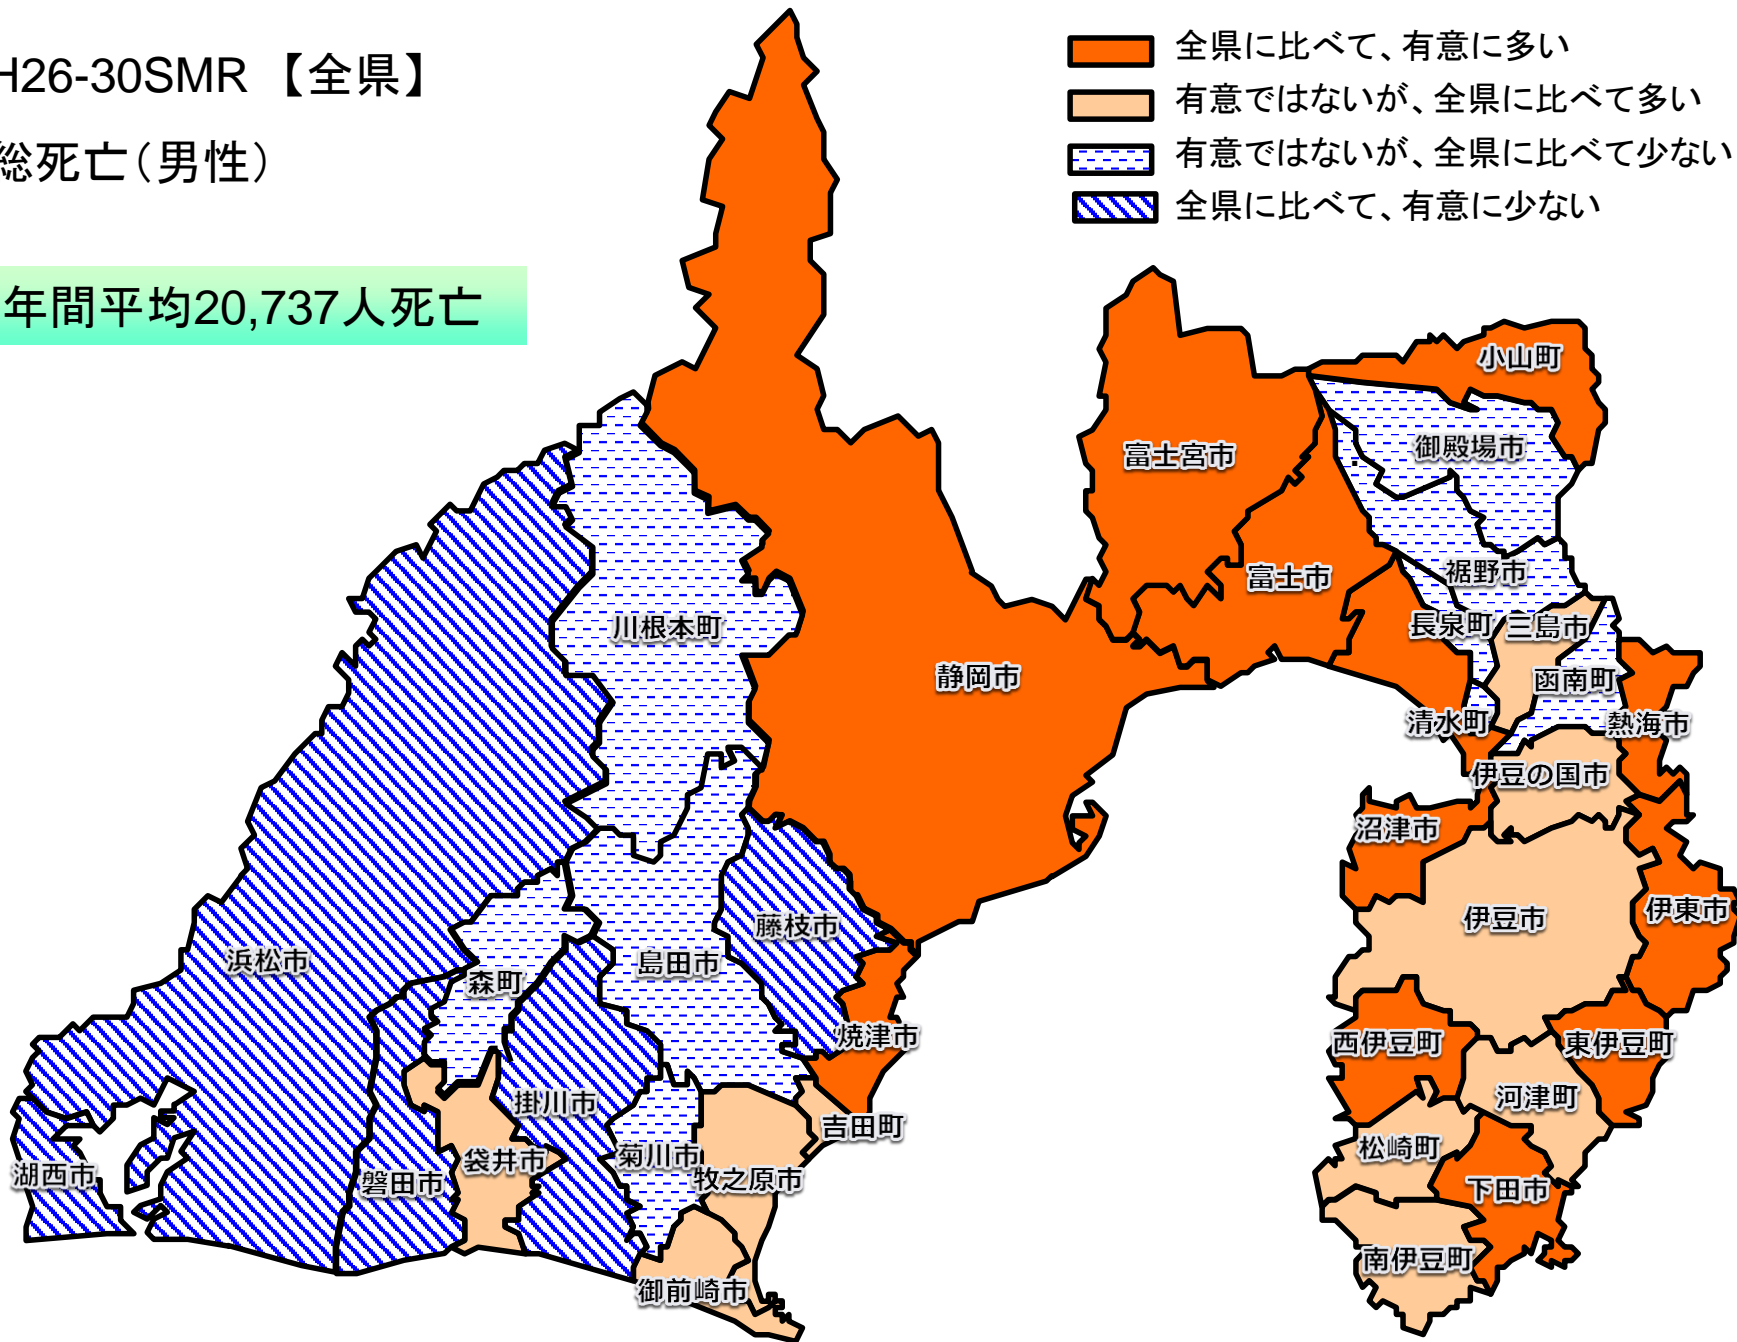 H26-30SMR 【全県】
総死亡（男性）
年間平均20,737人死亡
全県に比べて、有意に多い
有意ではないが、全県に比べて多い
有意ではないが、全県に比べて少ない
全県に比べて、有意に少ない
小山町
御殿場市
富士宮市
裾野市
富士市
長泉町
三島市
川根本町
静岡市
函南町
清水町
熱海市
伊豆の国市
沼津市
伊東市
伊豆市
藤枝市
浜松市
島田市
森町
焼津市
西伊豆町
東伊豆町
河津町
掛川市
吉田町
松崎町
菊川市
袋井市
湖西市
磐田市
牧之原市
下田市
南伊豆町
御前崎市